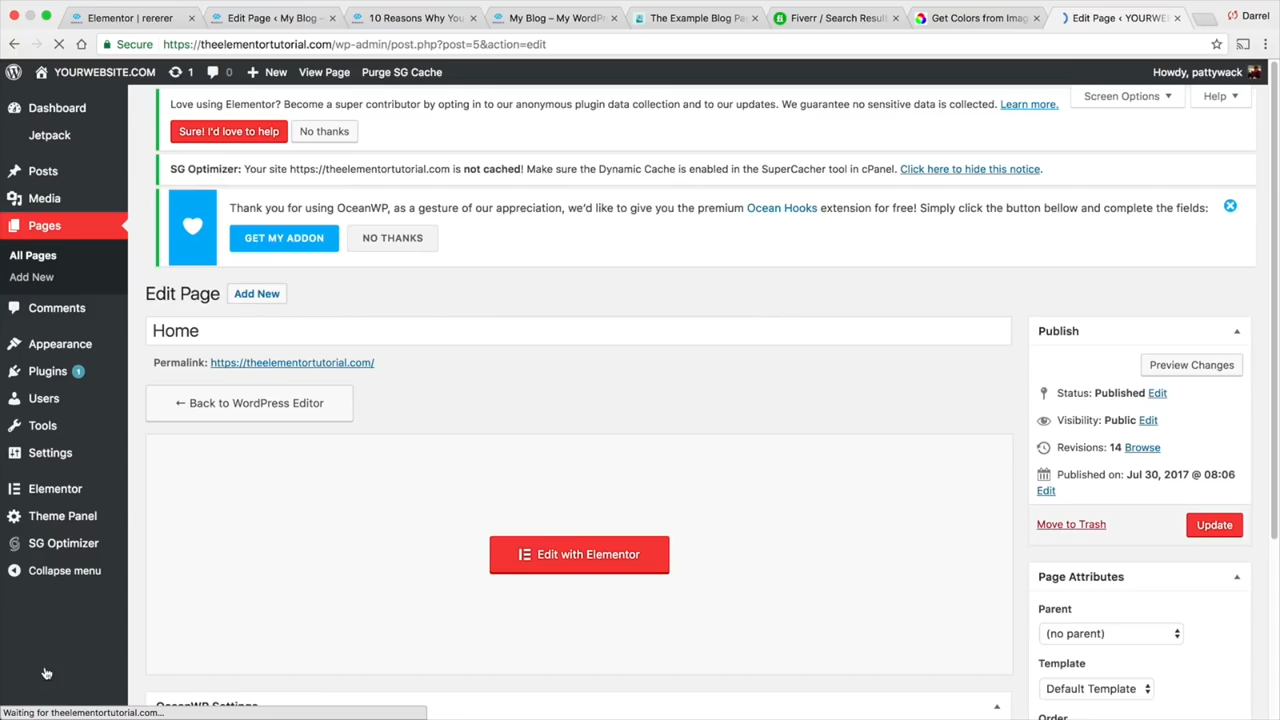 Elementor | rererer
Edit Page ‹ My Blog –
10 Reasons Why You
My Blog – My WordP
The Example Blog Pa
Fiverr / Search Resul
Get Colors from Imag
Edit Page ‹ YOURWE
Darrel
Secure
https://theelementortutorial.com/wp-admin/post.php?post=5&action=edit
YOURWEBSITE.COM
1
0
New
View Page
Purge SG Cache
Howdy, pattywack
Dashboard
Jetpack
Posts
Media
Pages
All Pages
Add New
Comments
Appearance
Plugins 1
Users
Tools
Settings
Elementor
Theme Panel
SG Optimizer
Collapse menu
Love using Elementor? Become a super contributor by opting in to our anonymous plugin data collection and to our updates. We guarantee no sensitive data is collected. Learn more.
Sure! I'd love to help
No thanks
Screen Options
Help
SG Optimizer: Your site https://theelementortutorial.com is not cached! Make sure the Dynamic Cache is enabled in the SuperCacher tool in cPanel. Click here to hide this notice.
Thank you for using OceanWP, as a gesture of our appreciation, we'd like to give you the premium Ocean Hooks extension for free! Simply click the button bellow and complete the fields:
GET MY ADDON
NO THANKS
Edit Page
Add New
Home
Permalink: https://theelementortutorial.com/
← Back to WordPress Editor
Edit with Elementor
OceanWP Settings
Publish
Preview Changes
Status: Published Edit
Visibility: Public Edit
Revisions: 14 Browse
Published on: Jul 30, 2017 @ 08:06
Edit
Move to Trash
Update
Page Attributes
Parent
(no parent)
Template
Default Template
Order
Waiting for theelementortutorial.com...